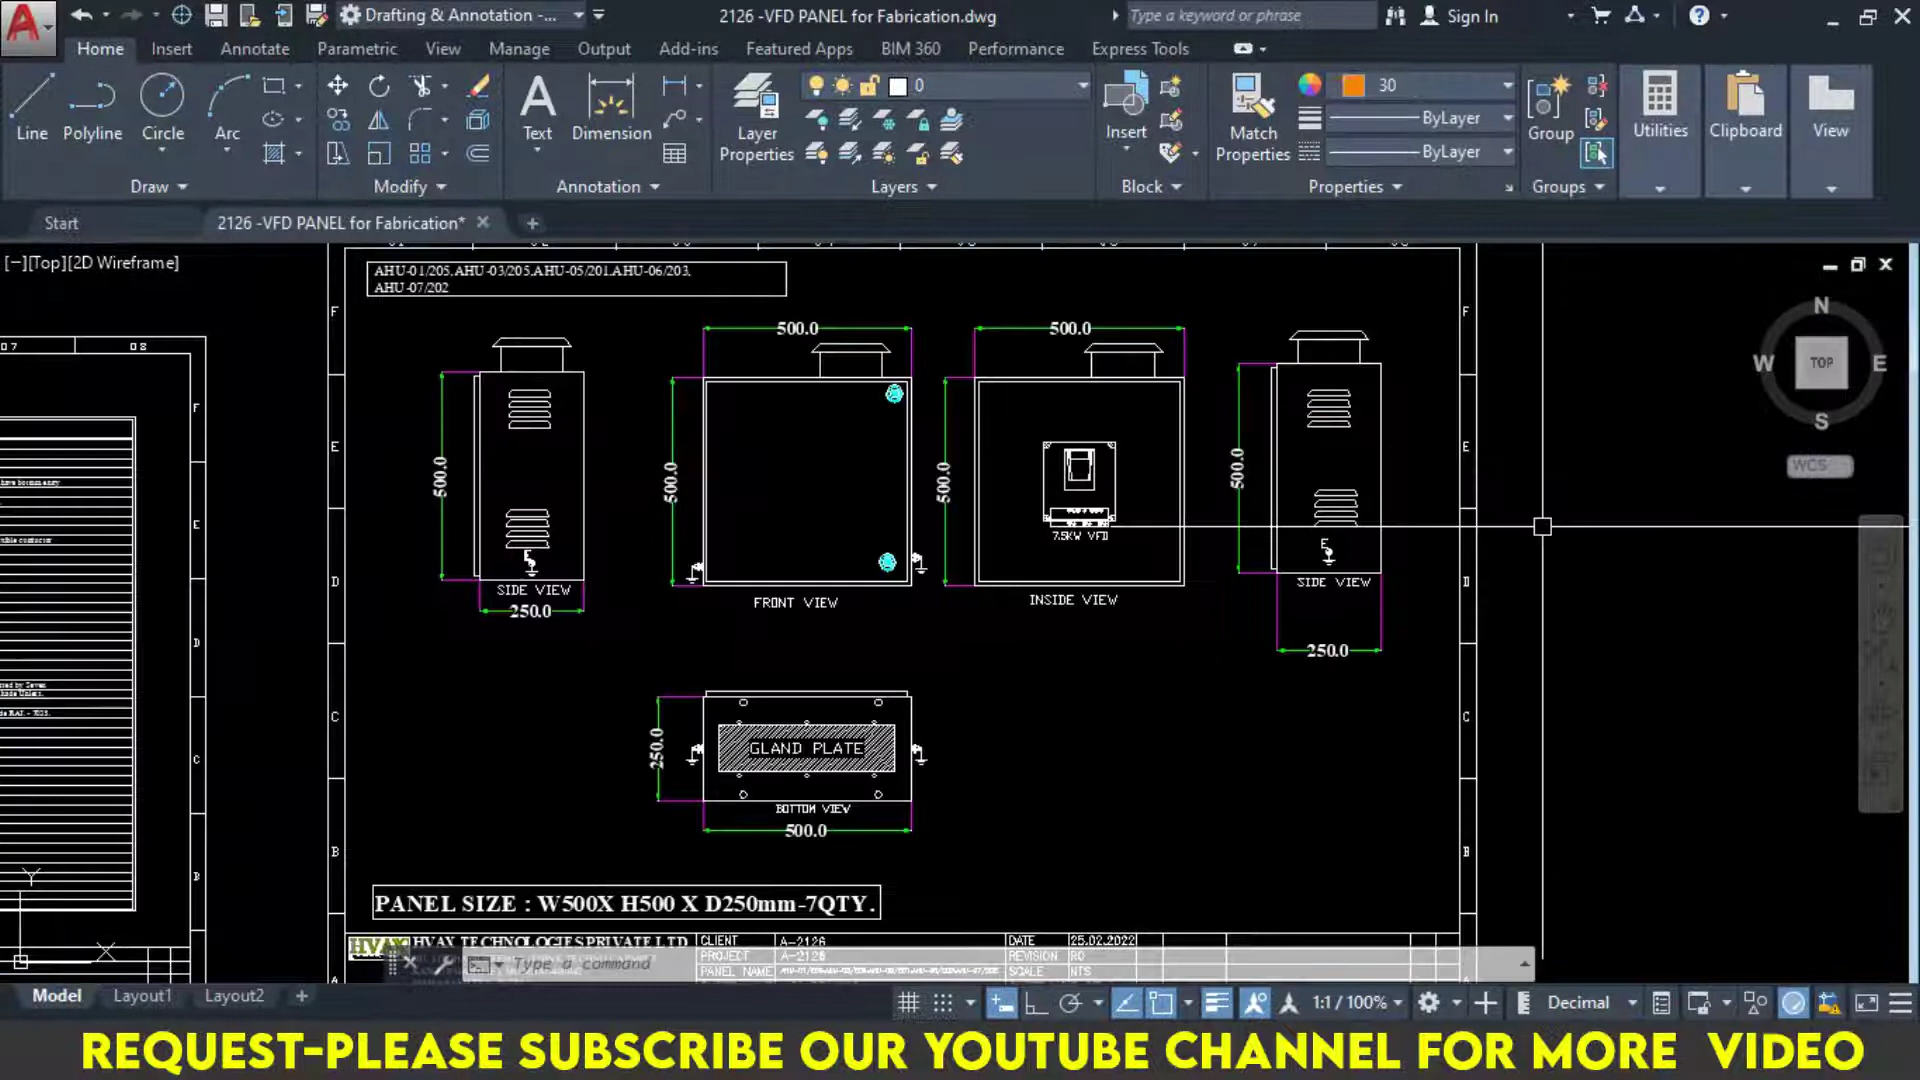 Drafting & Annotation -...
2126 -VFD PANEL for Fabrication.dwg
Type a keyword or phrase
Sign In
Home Insert Annotate Parametric View Manage Output Add-ins Featured Apps BIM 360 Performance Express Tools
0
30
Line Polyline Circle Arc
Text Dimension
Layer Properties
Insert
Match Properties
ByLayer
ByLayer
Group
Utilities Clipboard View
Draw Modify Annotation Layers Block Properties Groups
Start
2126 -VFD PANEL for Fabrication*
[−][Top][2D Wireframe]
AHU-01/205,AHU-03/205,AHU-05/201,AHU-06/203,
AHU-07/202
N
W TOP E
S
WCS
07 08
F
E
D
C
B
F
E
D
C
B
A
F
E
D
C
B
A
500.0
500.0
500.0
500.0
500.0
500.0
E
E
7.5KW VFD
SIDE VIEW
250.0
FRONT VIEW
INSIDE VIEW
SIDE VIEW
250.0
250.0
GLAND PLATE
BOTTOM VIEW
500.0
PANEL SIZE : W500X H500 X D250mm-7QTY.
HVAX HVAX TECHNOLOGIES PRIVATE LTD
CLIENT A-2126
PROJECT A-2126
PANEL NAME
DATE 25.02.2022
REVISION R0
SCALE NTS
Y
X
Type a command
Model Layout1 Layout2
1:1 / 100%
Decimal
REQUEST-PLEASE SUBSCRIBE OUR YOUTUBE CHANNEL FOR MORE VIDEO